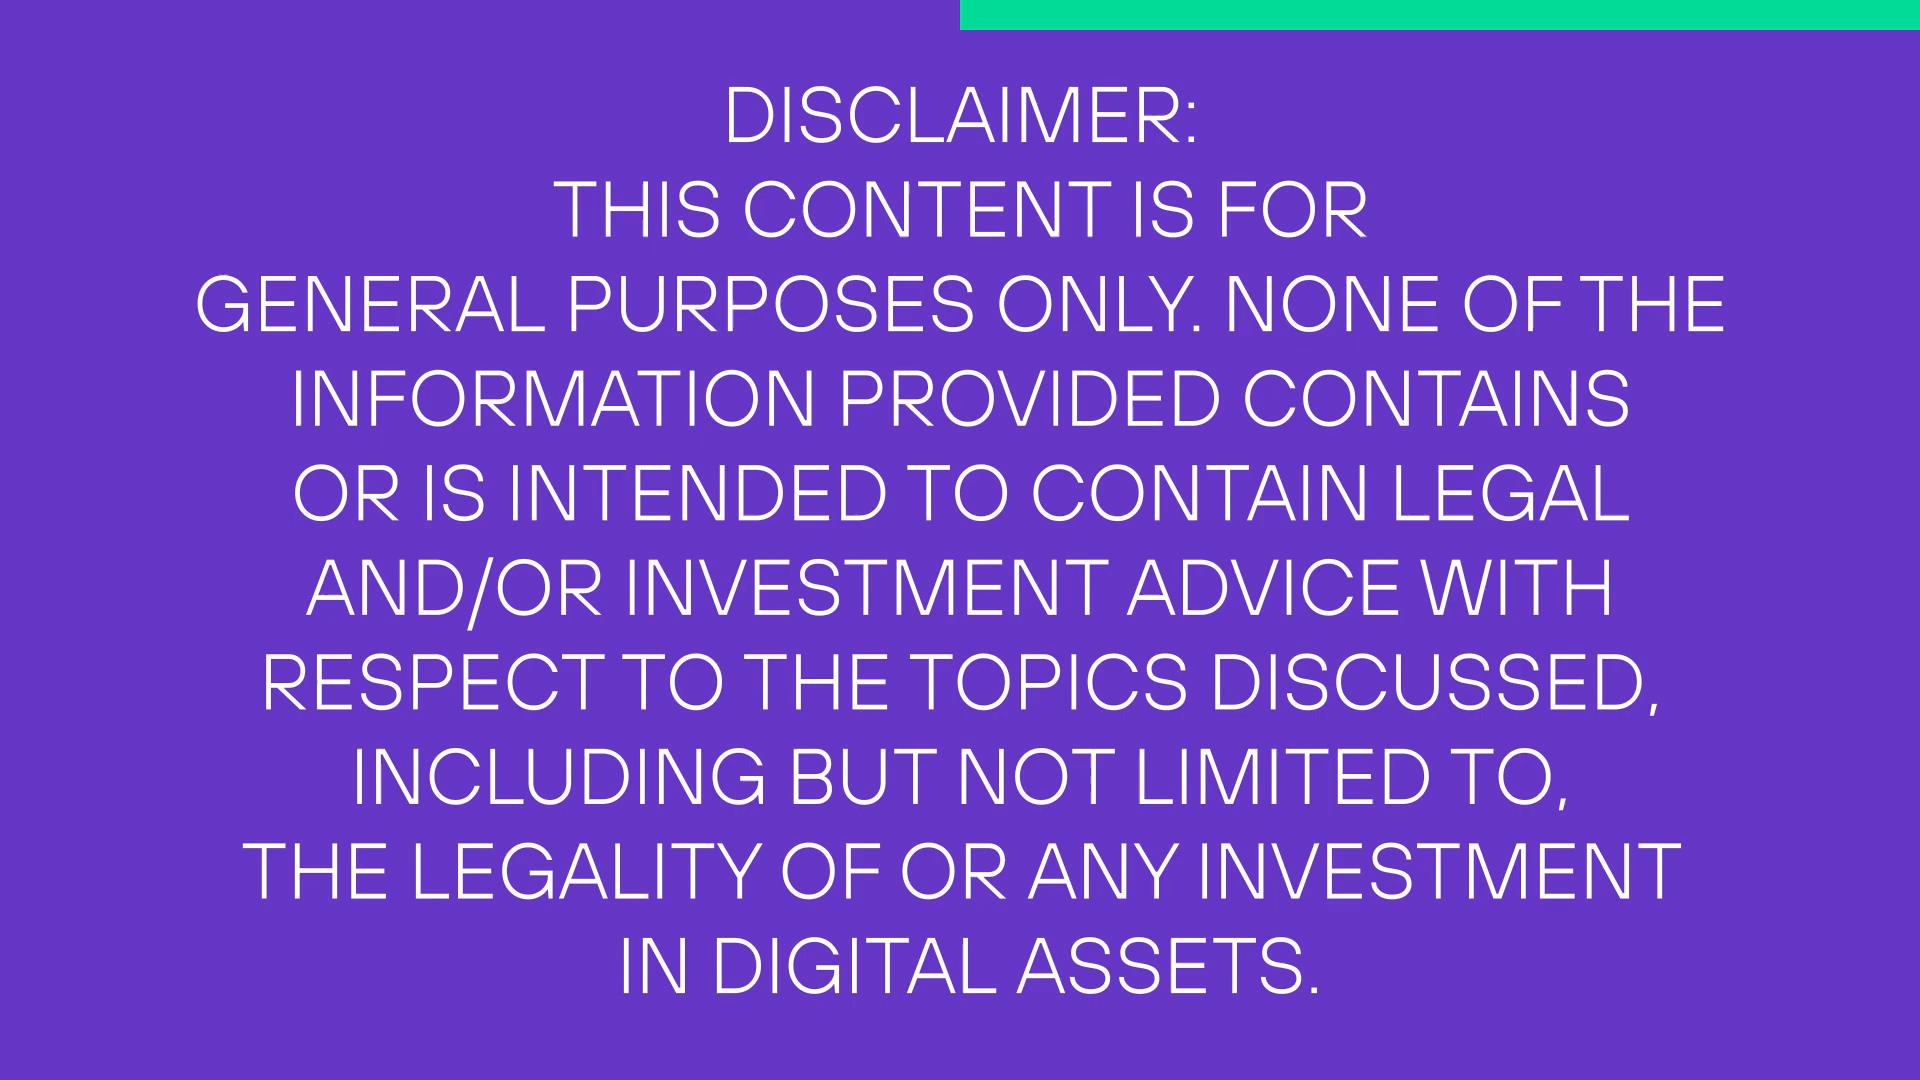 DISCLAIMER:
THIS CONTENT IS FOR
GENERAL PURPOSES ONLY. NONE OF THE
INFORMATION PROVIDED CONTAINS
OR IS INTENDED TO CONTAIN LEGAL
AND/OR INVESTMENT ADVICE WITH
RESPECT TO THE TOPICS DISCUSSED,
INCLUDING BUT NOT LIMITED TO,
THE LEGALITY OF OR ANY INVESTMENT
IN DIGITAL ASSETS.